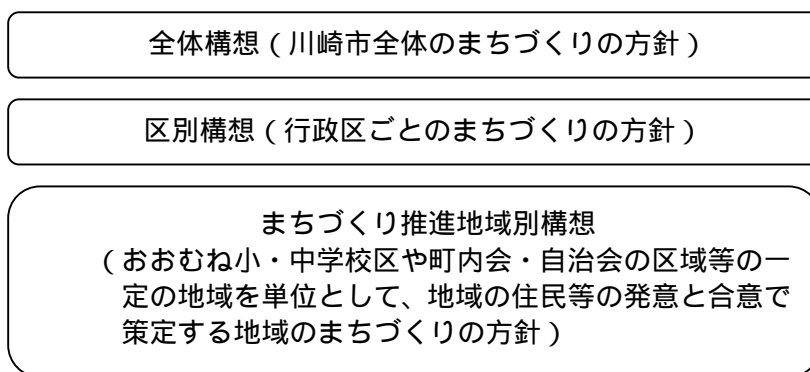 全体構想（川崎市全体のまちづくりの方針）
区別構想（行政区ごとのまちづくりの方針）
まちづくり推進地域別構想
（おおむね小・中学校区や町内会・自治会の区域等の一
定の地域を単位として、地域の住民等の発意と合意で
策定する地域のまちづくりの方針）